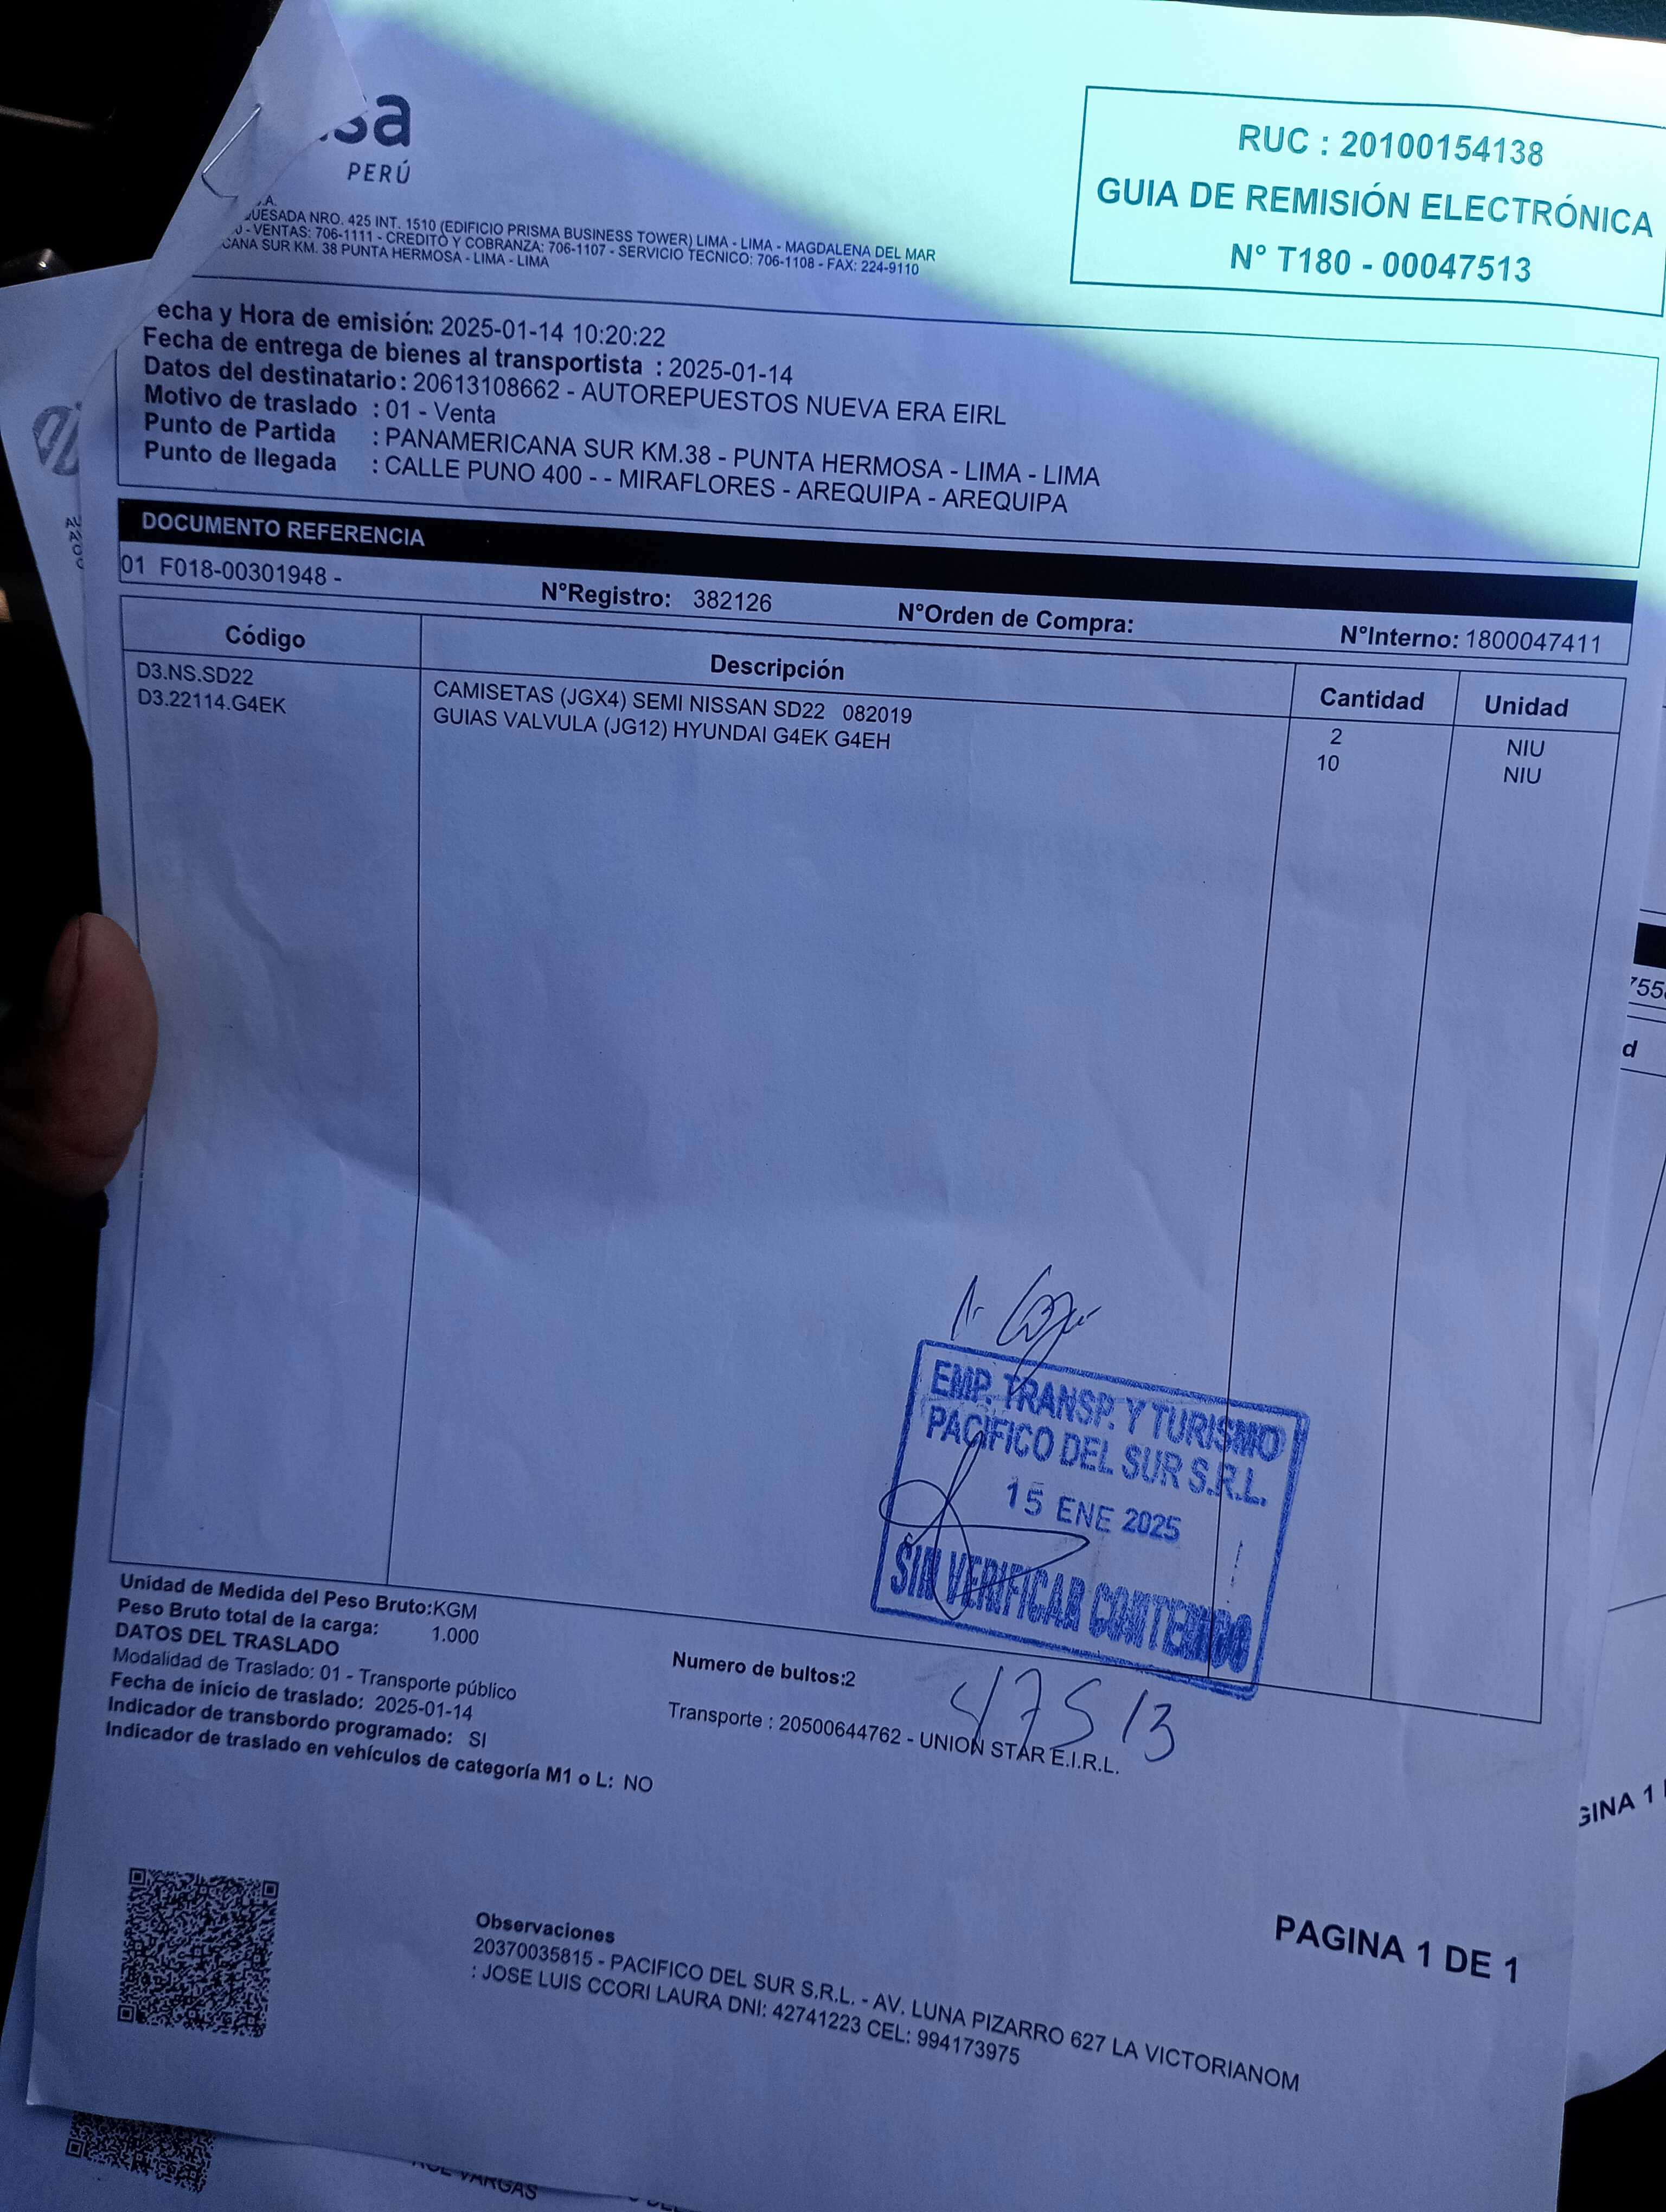 sa
PERÚ
.A.
UESADA NRO. 425 INT. 1510 (EDIFICIO PRISMA BUSINESS TOWER) LIMA - LIMA - MAGDALENA DEL MAR
0 - VENTAS: 706-1111 - CREDITO Y COBRANZA: 706-1107 - SERVICIO TECNICO: 706-1108 - FAX: 224-9110
CANA SUR KM. 38 PUNTA HERMOSA - LIMA - LIMA
RUC : 20100154138
GUIA DE REMISIÓN ELECTRÓNICA
N° T180 - 00047513
echa y Hora de emisión: 2025-01-14 10:20:22
Fecha de entrega de bienes al transportista : 2025-01-14
Datos del destinatario : 20613108662 - AUTOREPUESTOS NUEVA ERA EIRL
Motivo de traslado : 01 - Venta
Punto de Partida : PANAMERICANA SUR KM.38 - PUNTA HERMOSA - LIMA - LIMA
Punto de llegada : CALLE PUNO 400 - - MIRAFLORES - AREQUIPA - AREQUIPA
DOCUMENTO REFERENCIA
01 F018-00301948 - N°Registro: 382126 N°Orden de Compra: N°Interno: 1800047411
Código Descripción Cantidad Unidad
D3.NS.SD22 CAMISETAS (JGX4) SEMI NISSAN SD22 082019 2 NIU
D3.22114.G4EK GUIAS VALVULA (JG12) HYUNDAI G4EK G4EH 10 NIU
EMP. TRANSP. Y TURISMO
PACIFICO DEL SUR S.R.L.
15 ENE 2025
SIN VERIFICAR CONTENIDO
47513
Unidad de Medida del Peso Bruto:KGM
Peso Bruto total de la carga: 1.000
DATOS DEL TRASLADO
Numero de bultos:2
Modalidad de Traslado: 01 - Transporte público
Fecha de inicio de traslado: 2025-01-14
Transporte : 20500644762 - UNION STAR E.I.R.L.
Indicador de transbordo programado: SI
Indicador de traslado en vehículos de categoría M1 o L: NO
Observaciones
20370035815 - PACIFICO DEL SUR S.R.L. - AV. LUNA PIZARRO 627 LA VICTORIANOM
: JOSE LUIS CCORI LAURA DNI: 42741223 CEL: 994173975
PAGINA 1 DE 1
755
d
GINA 1
VARGAS